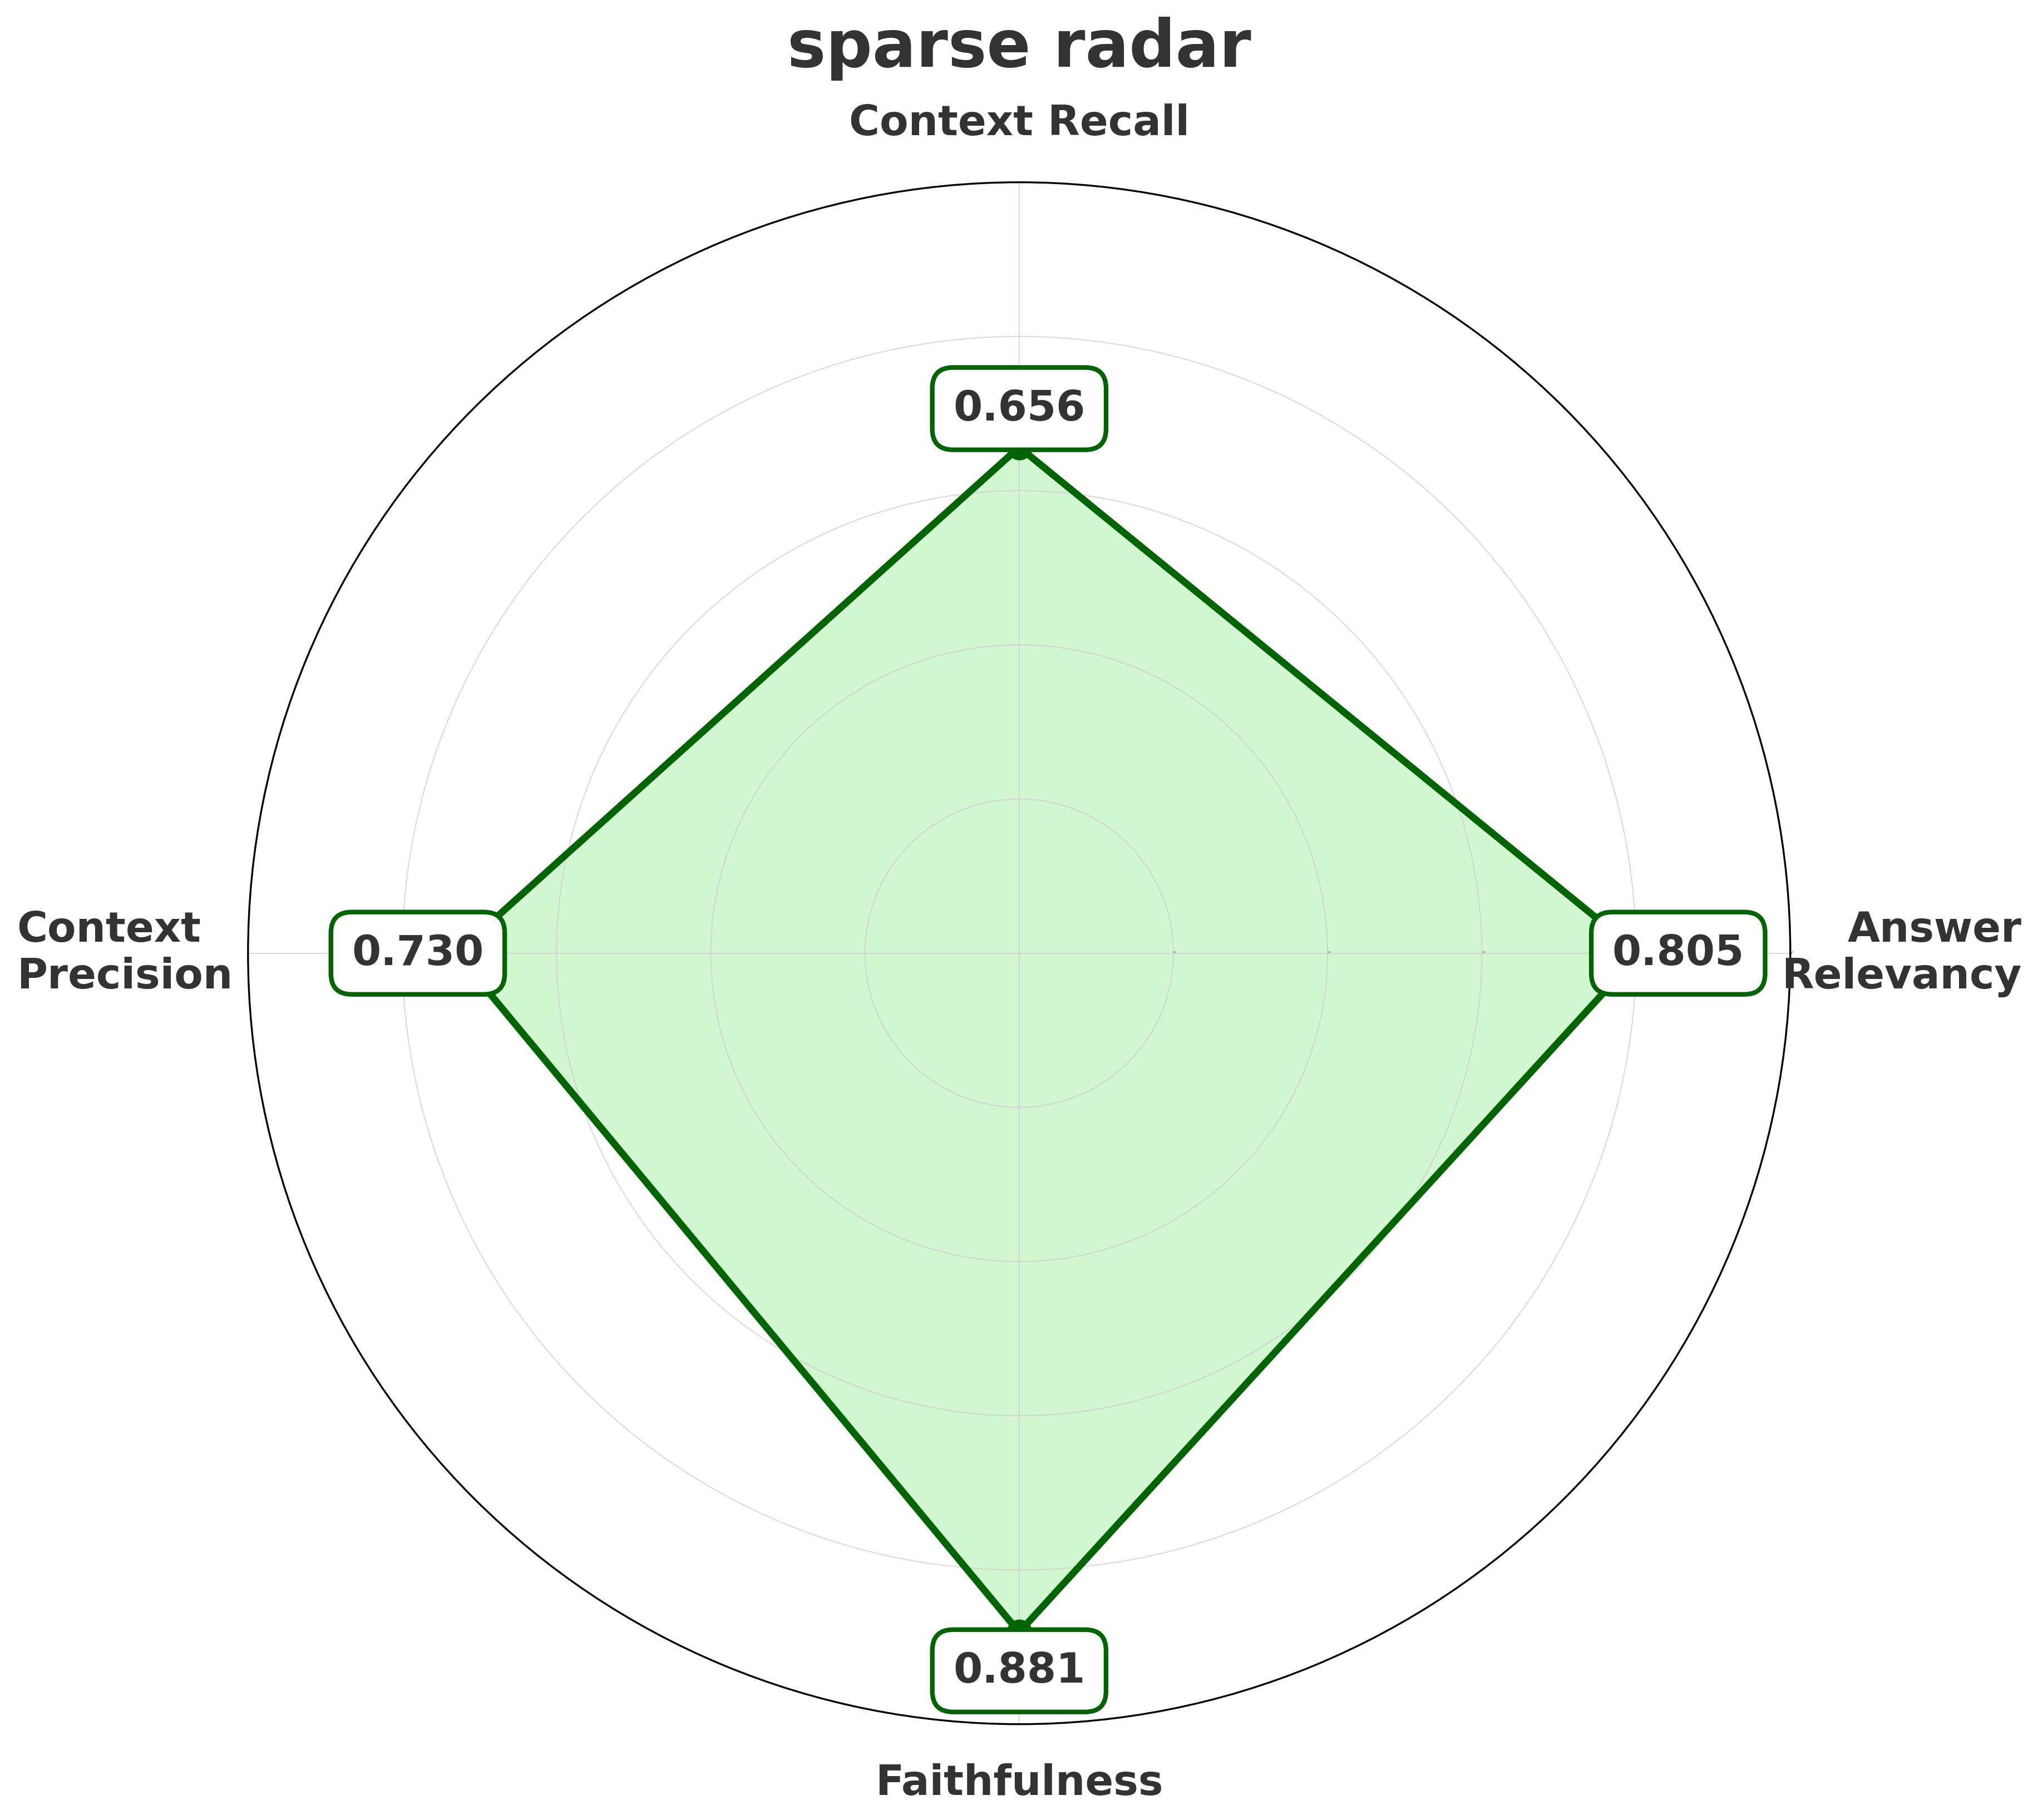 sparse radar
Context Recall
0.656
Context
Precision
0.730
0.805
Answer
Relevancy
0.881
Faithfulness